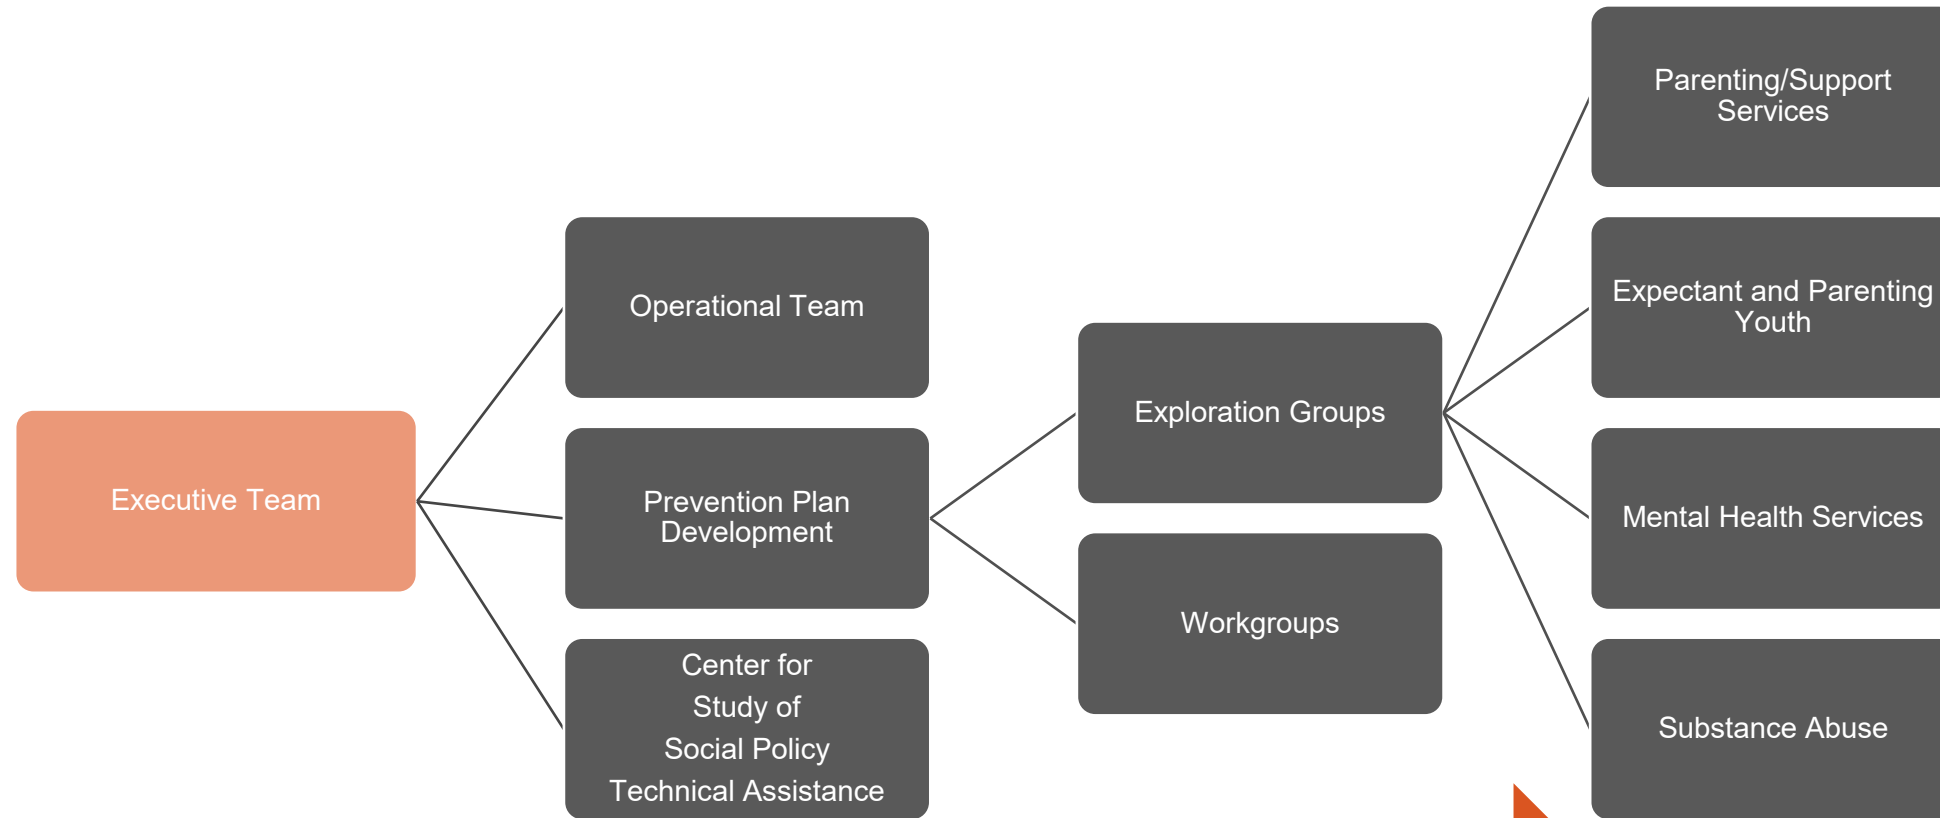 Executive Team
Operational Team
Prevention Plan
Development
Center for
Study of
Social Policy
Technical Assistance
Exploration Groups
Workgroups
Parenting/Support
Services
Expectant and Parenting
Youth
Mental Health Services
Substance Abuse